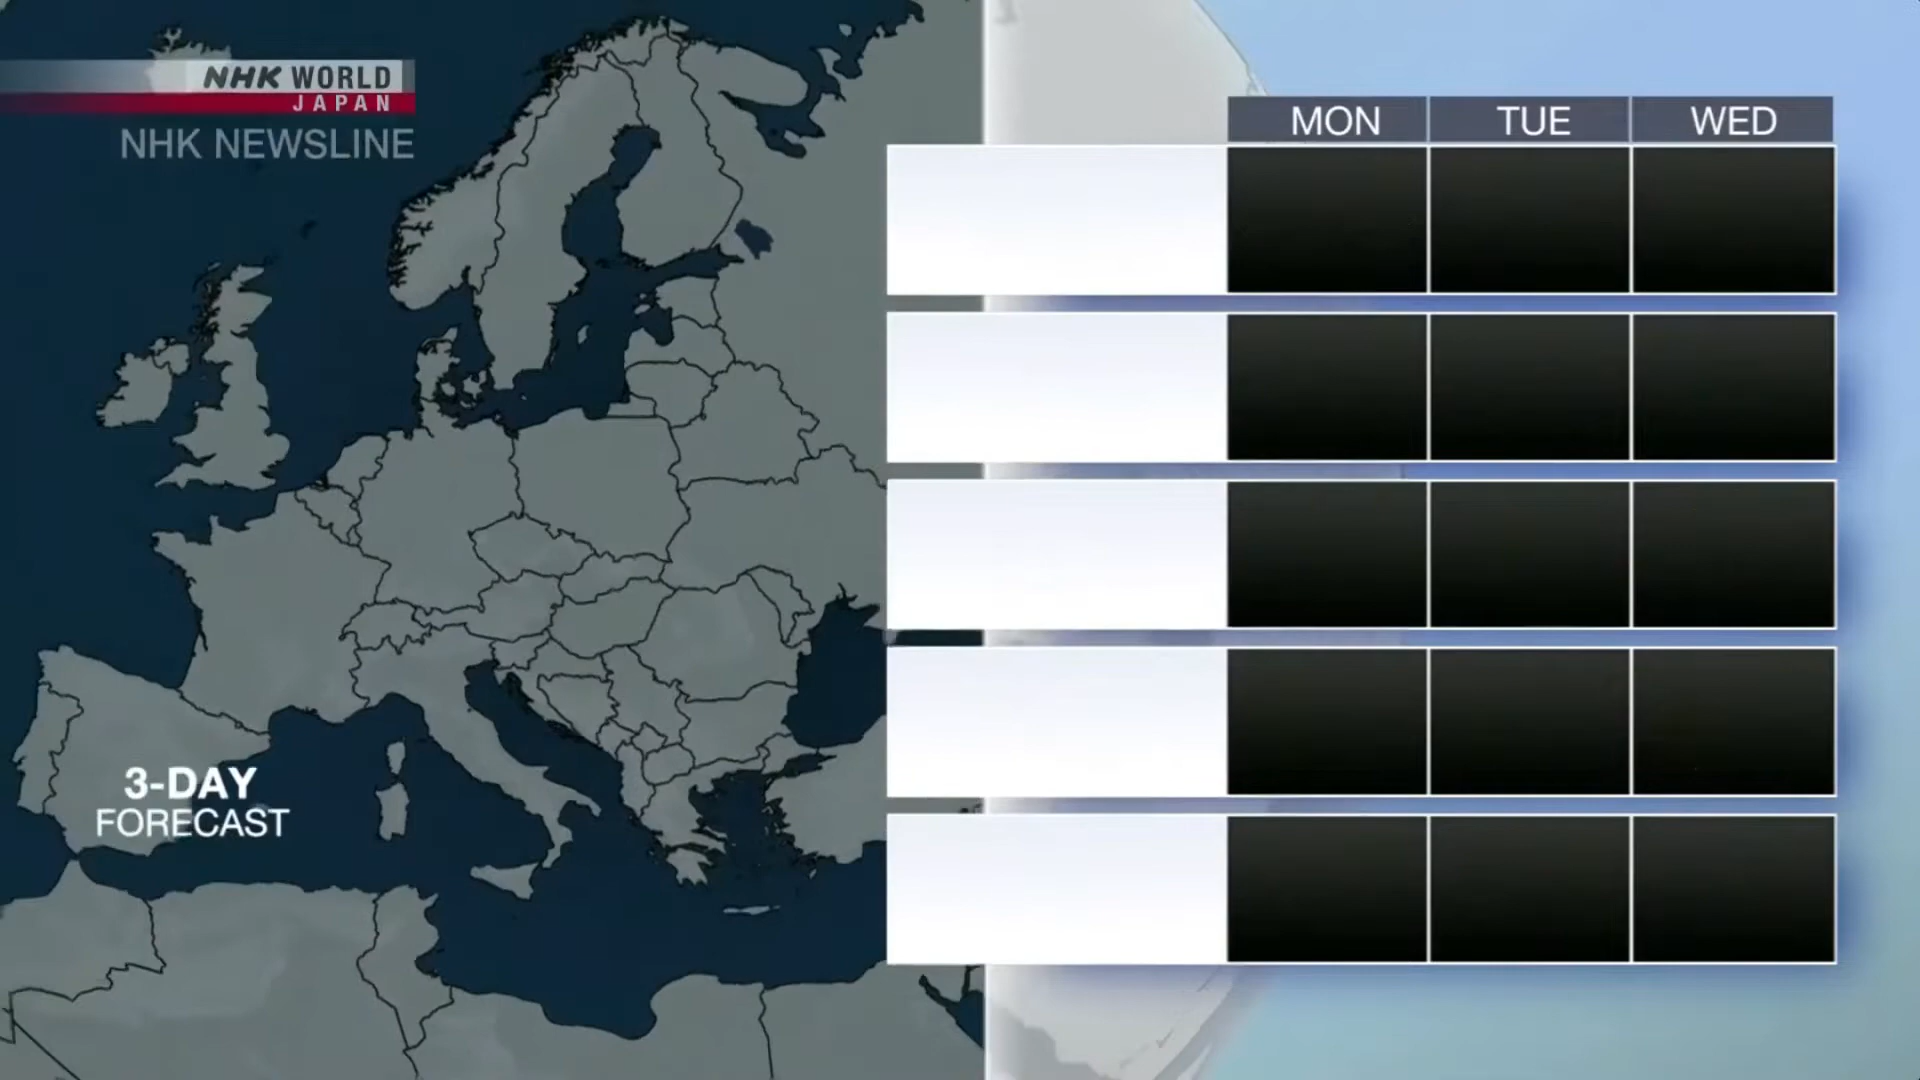 NHK WORLD
JAPAN
NHK NEWSLINE
MON TUE WED
3-DAY
FORECAST